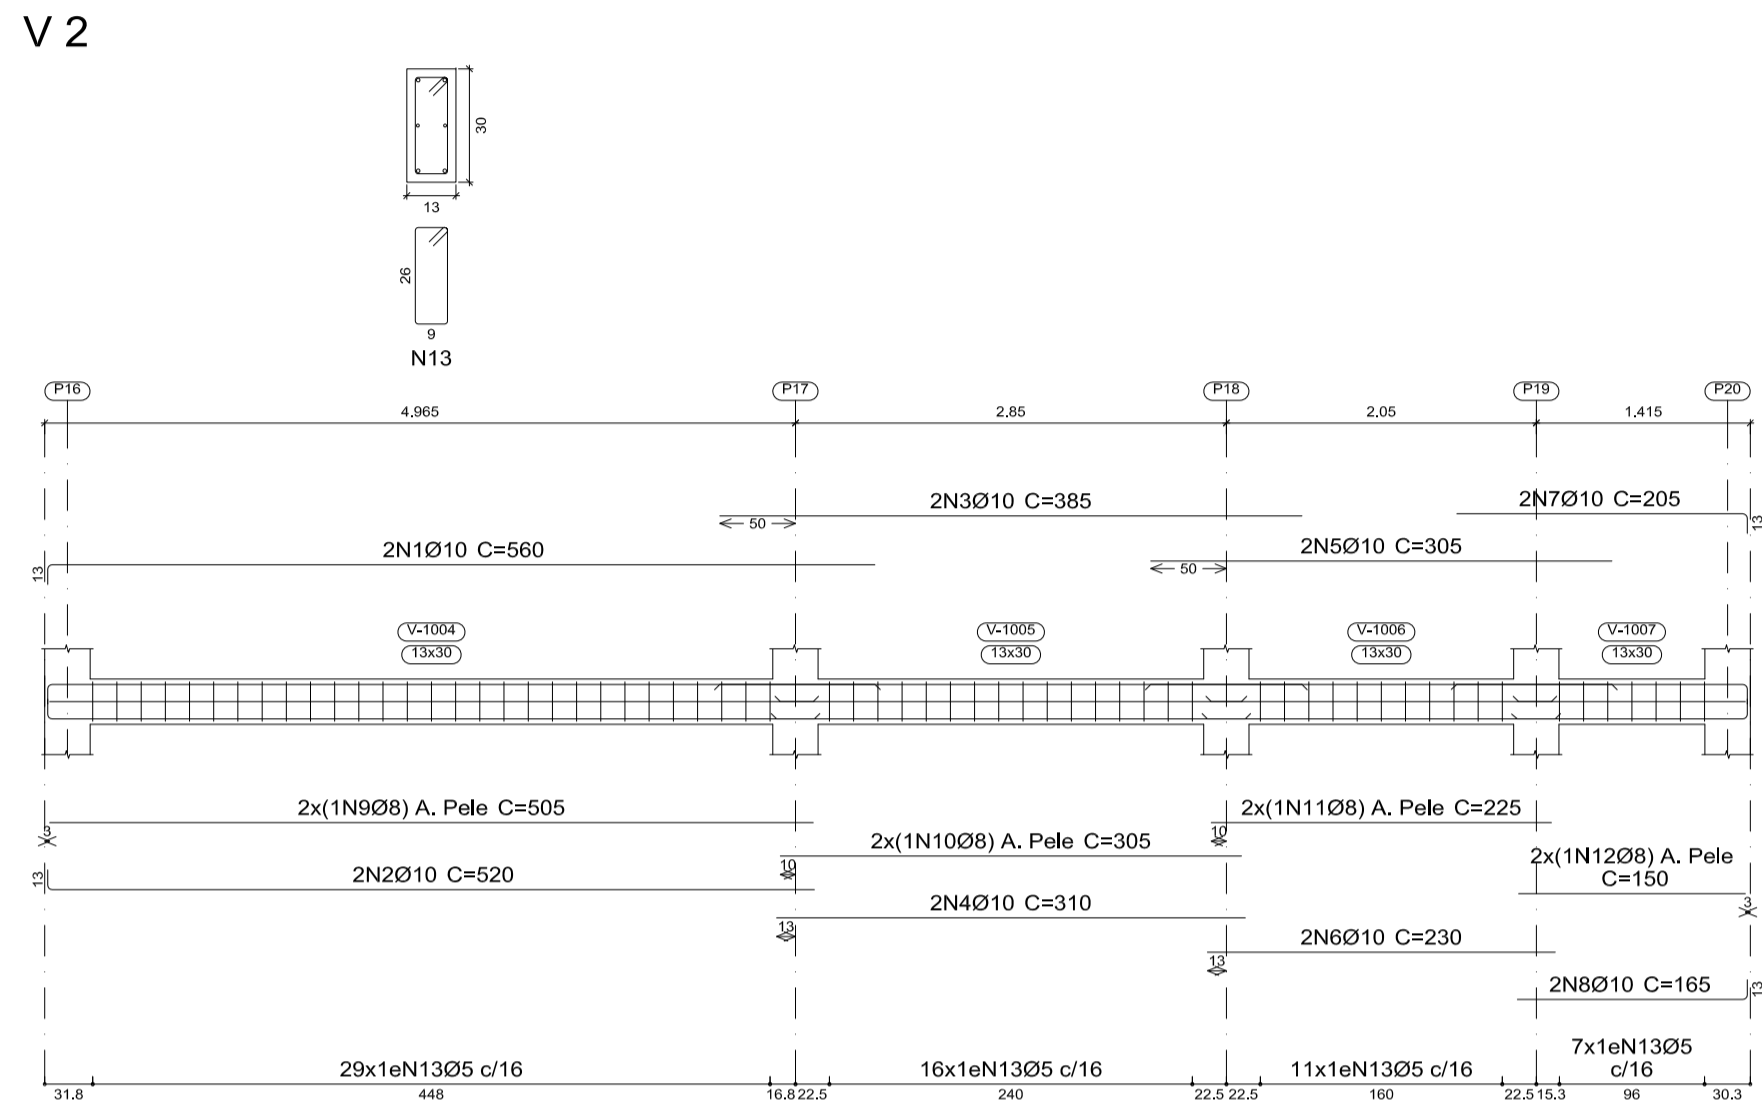 V 2
30
13
26
9
N13
P16 P17 P18 P19 P20
4.965 2.85 2.05 1.415
2N3Ø10 C=385 2N7Ø10 C=205
50 13
2N1Ø10 C=560 2N5Ø10 C=305
13 50
V-1004 V-1005 V-1006 V-1007
13x30 13x30 13x30 13x30
2x(1N9Ø8) A. Pele C=505 2x(1N11Ø8) A. Pele C=225
3 10
2x(1N10Ø8) A. Pele C=305 2x(1N12Ø8) A. Pele
10
2N2Ø10 C=520 C=150
13
2N4Ø10 C=310 3
13
2N6Ø10 C=230
13
2N8Ø10 C=165 13
7x1eN13Ø5
29x1eN13Ø5 c/16 16x1eN13Ø5 c/16 11x1eN13Ø5 c/16 c/16
31.8 448 16.8 22.5 240 22.5 22.5 160 22.5 15.3 96 30.3